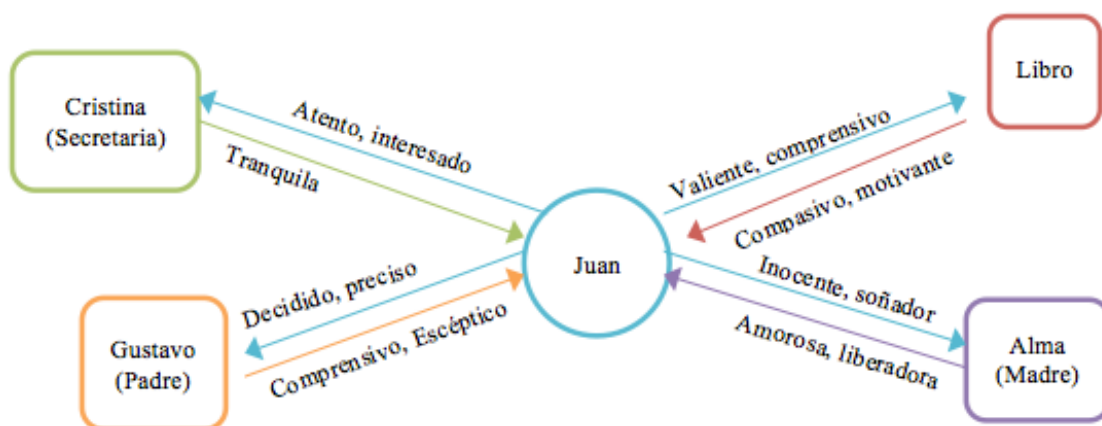 Cristina
(Secretaria)
Atento, interesado
Tranquila
Libro
Valiente, comprensivo
Compasivo, motivante
Juan
Decidido, preciso
Comprensivo, Escéptico
Gustavo
(Padre)
Inocente, soñador
Amorosa, liberadora
Alma
(Madre)